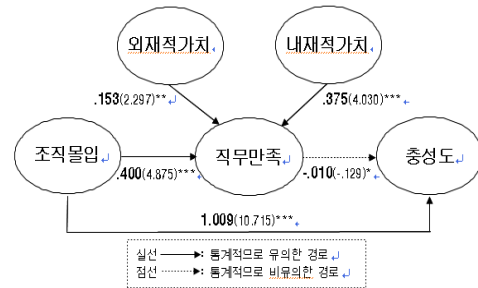 외재적가치
내재적가치
.153(2.297)**
.375(4.030)***
조직몰입
직무만족
충성도
.400(4.875)***
-.010(-.129)*
1.009(10.715)***
실선 : 통계적으로 유의한 경로
점선 : 통계적으로 비유의한 경로